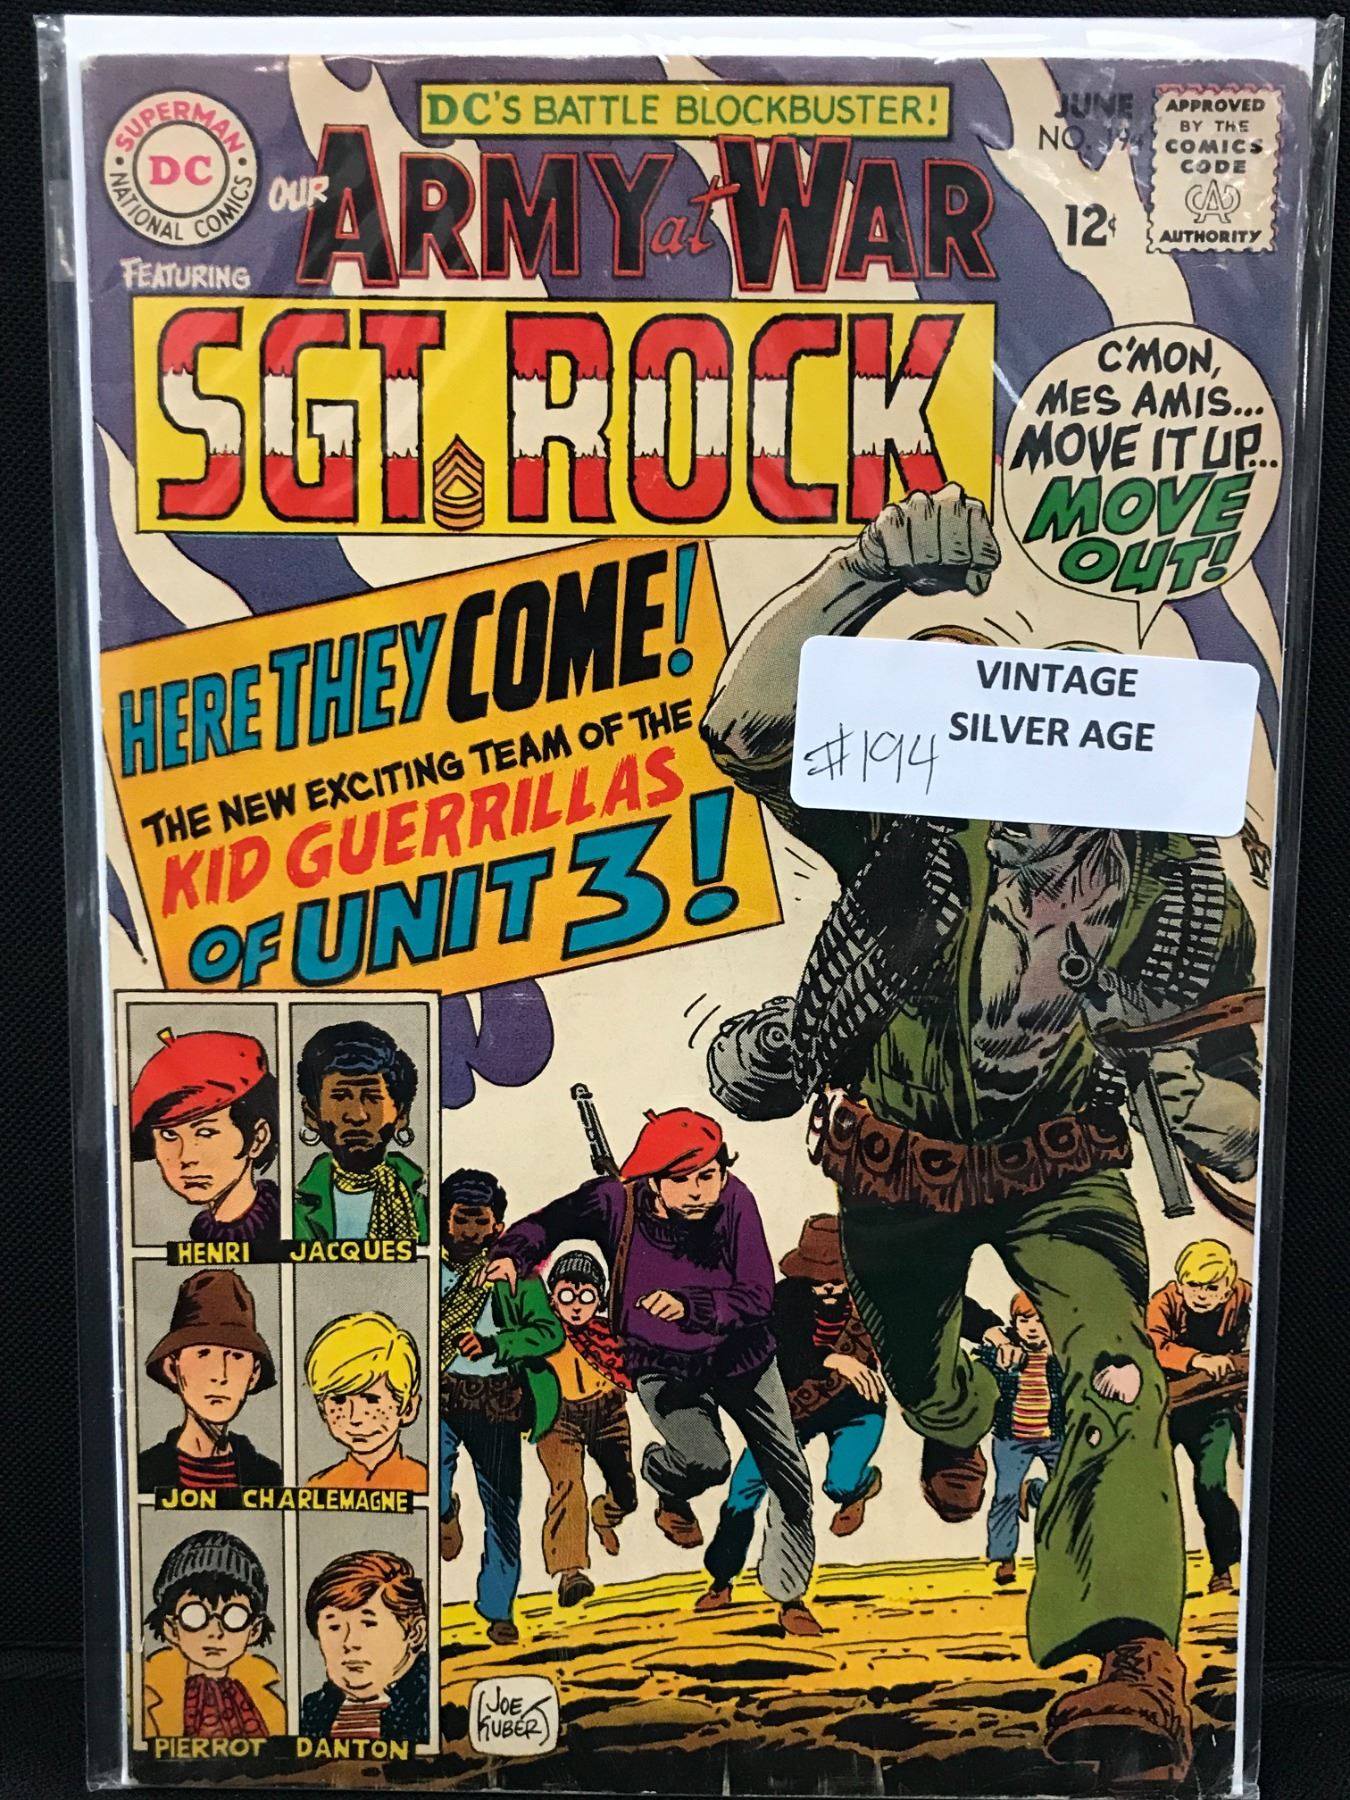 DC'S BATTLE BLOCKBUSTER!
SUPERMAN
DC
NATIONAL COMICS
OUR ARMY at WAR
JUNE
NO. 194
12¢
APPROVED
BY THE
COMICS
CODE
CA
AUTHORITY
FEATURING
SGT. ROCK
C'MON,
MES AMIS...
MOVE IT UP...
MOVE
OUT!
HERE THEY COME!
THE NEW EXCITING TEAM OF THE
KID GUERRILLAS
OF UNIT 3!
VINTAGE
SILVER AGE
#194
HENRI JACQUES
JON CHARLEMAGNE
PIERROT DANTON
JOE
KUBERT